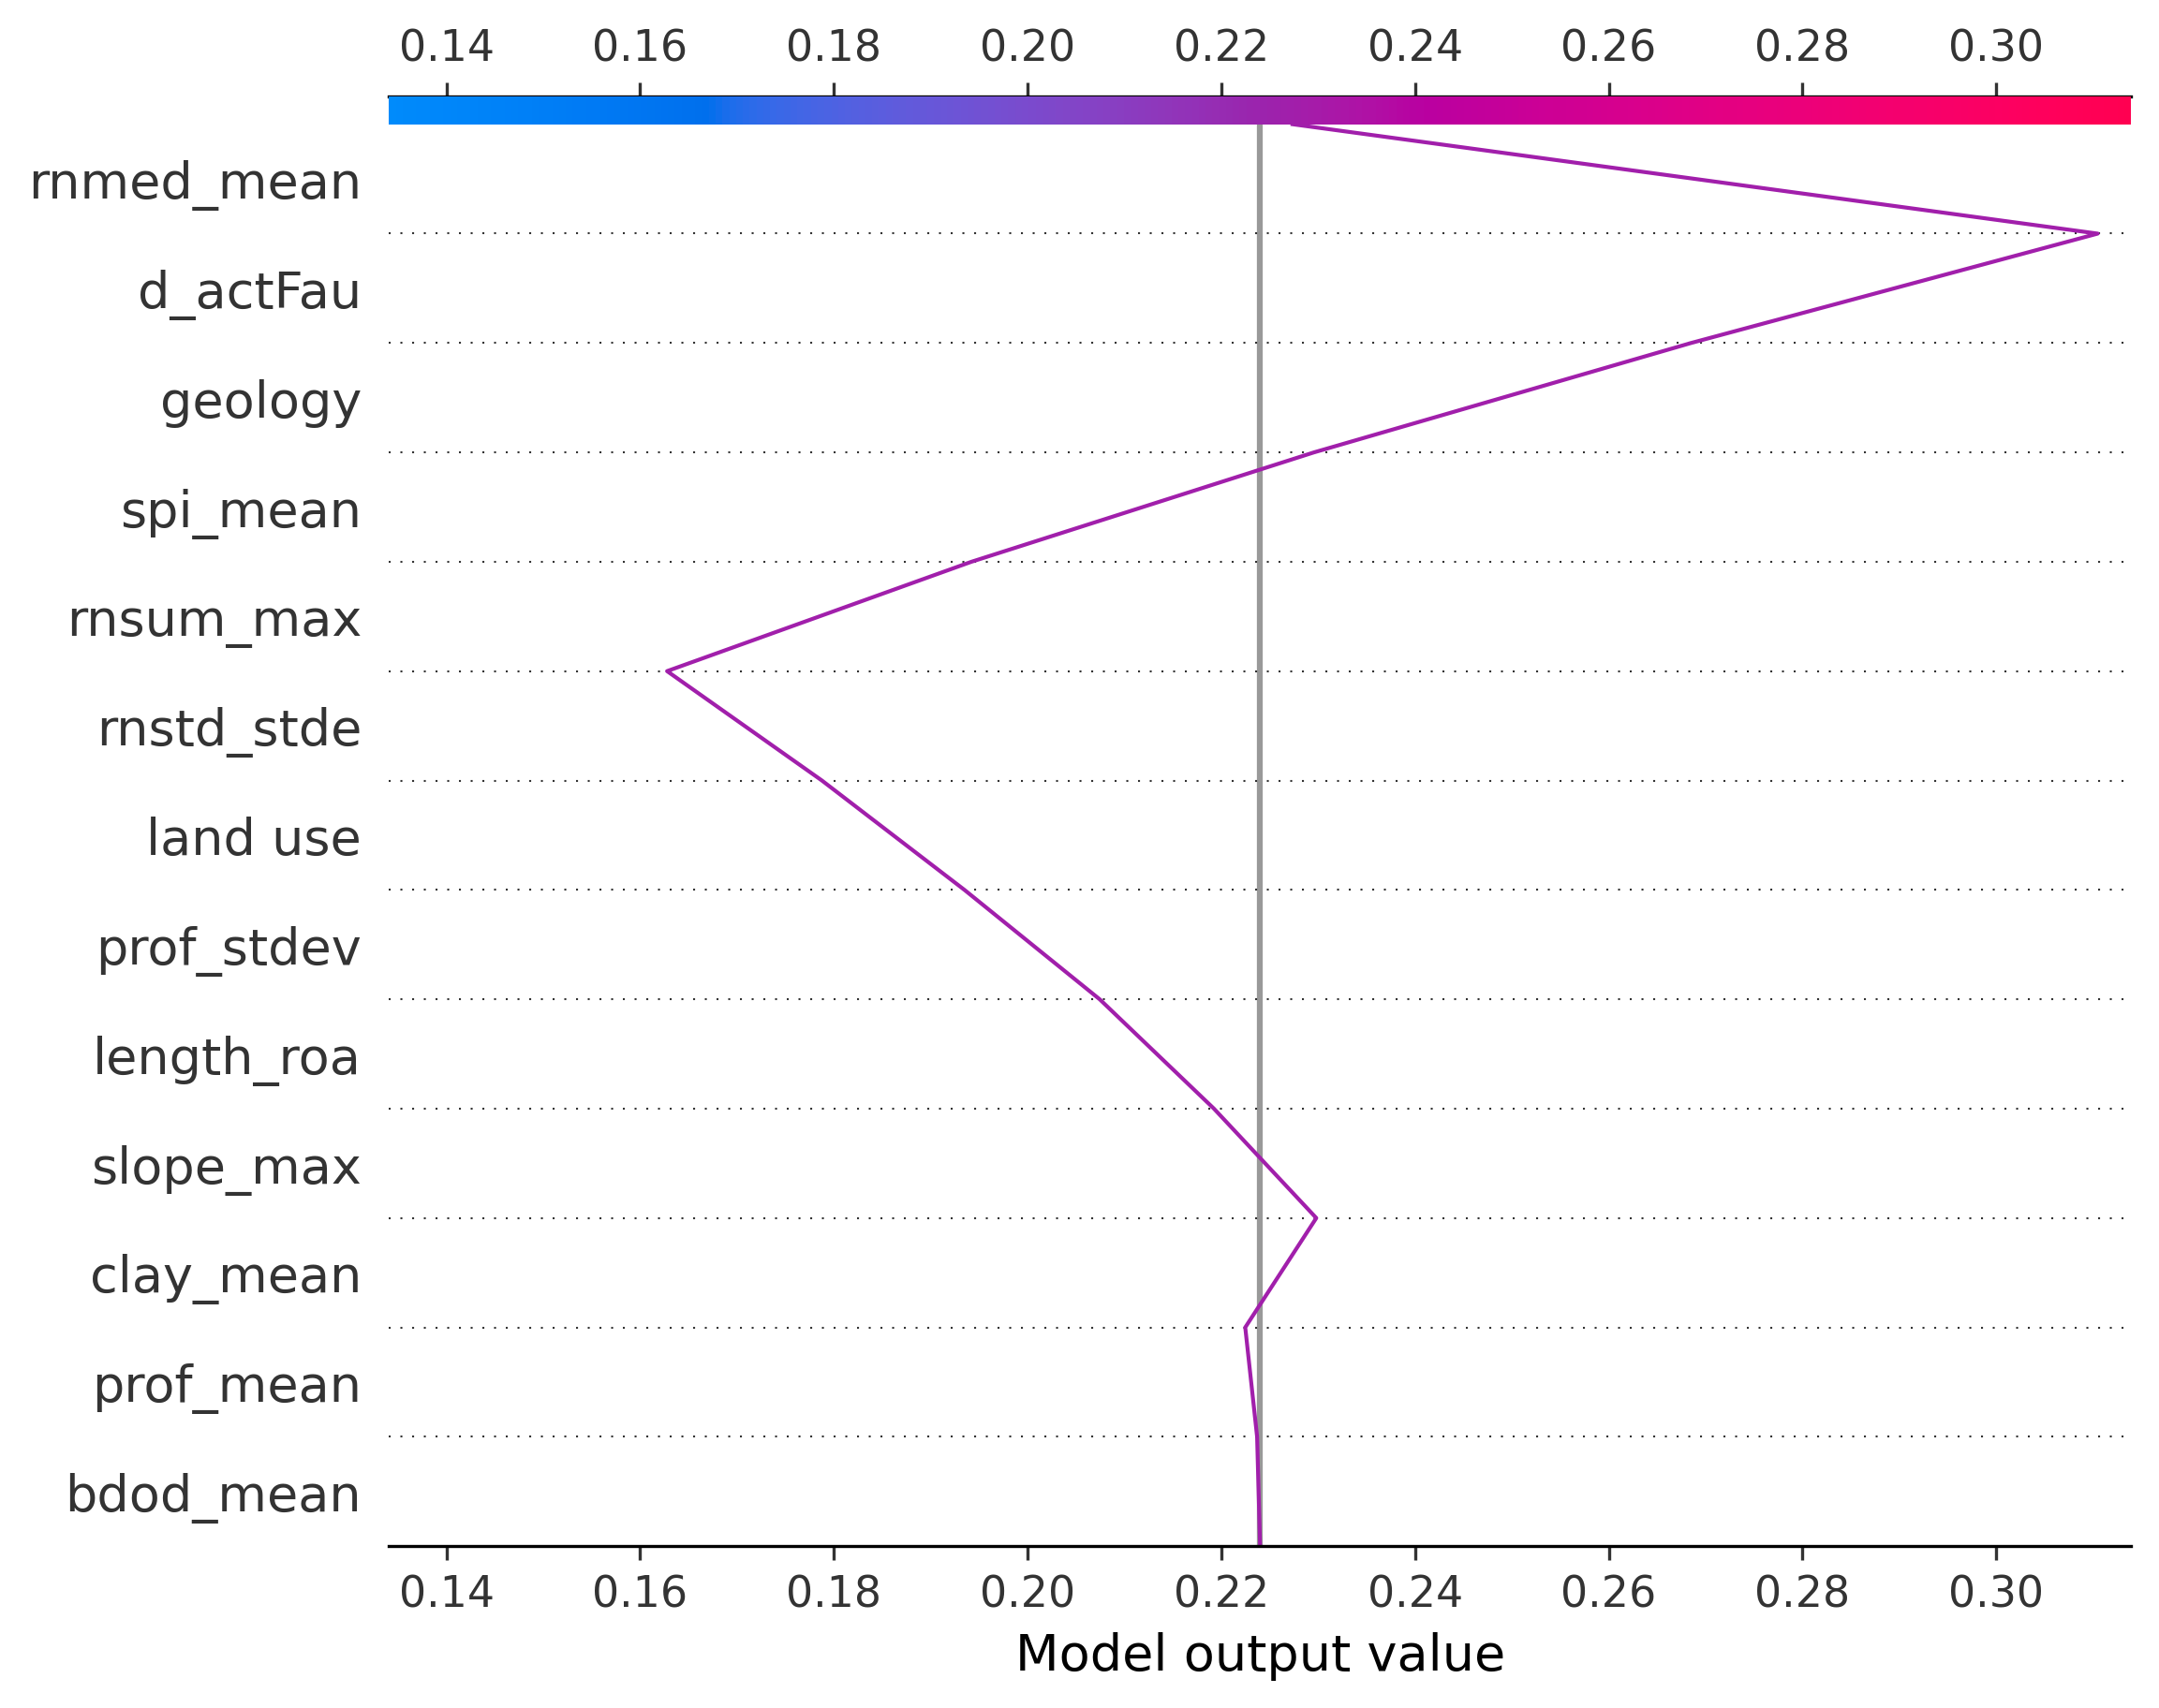 0.14 0.16 0.18 0.20 0.22 0.24 0.26 0.28 0.30
rnmed_mean
d_actFau
geology
spi_mean
rnsum_max
rnstd_stde
land use
prof_stdev
length_roa
slope_max
clay_mean
prof_mean
bdod_mean
0.14 0.16 0.18 0.20 0.22 0.24 0.26 0.28 0.30
Model output value